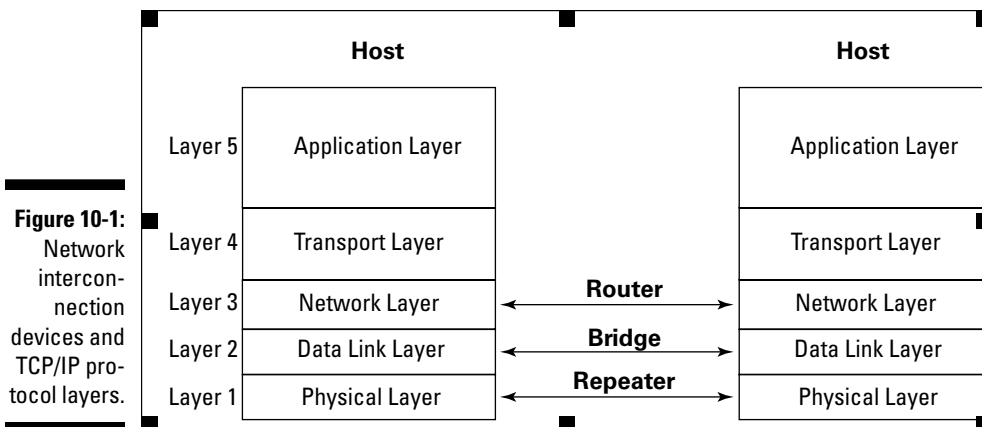 Host
Host
Layer 5
Application Layer
Application Layer
Figure 10-1:
Network
intercon-
nection
devices and
TCP/IP pro-
tocol layers.
Layer 4
Transport Layer
Transport Layer
Layer 3
Network Layer
Router
Network Layer
Layer 2
Data Link Layer
Bridge
Data Link Layer
Layer 1
Physical Layer
Repeater
Physical Layer